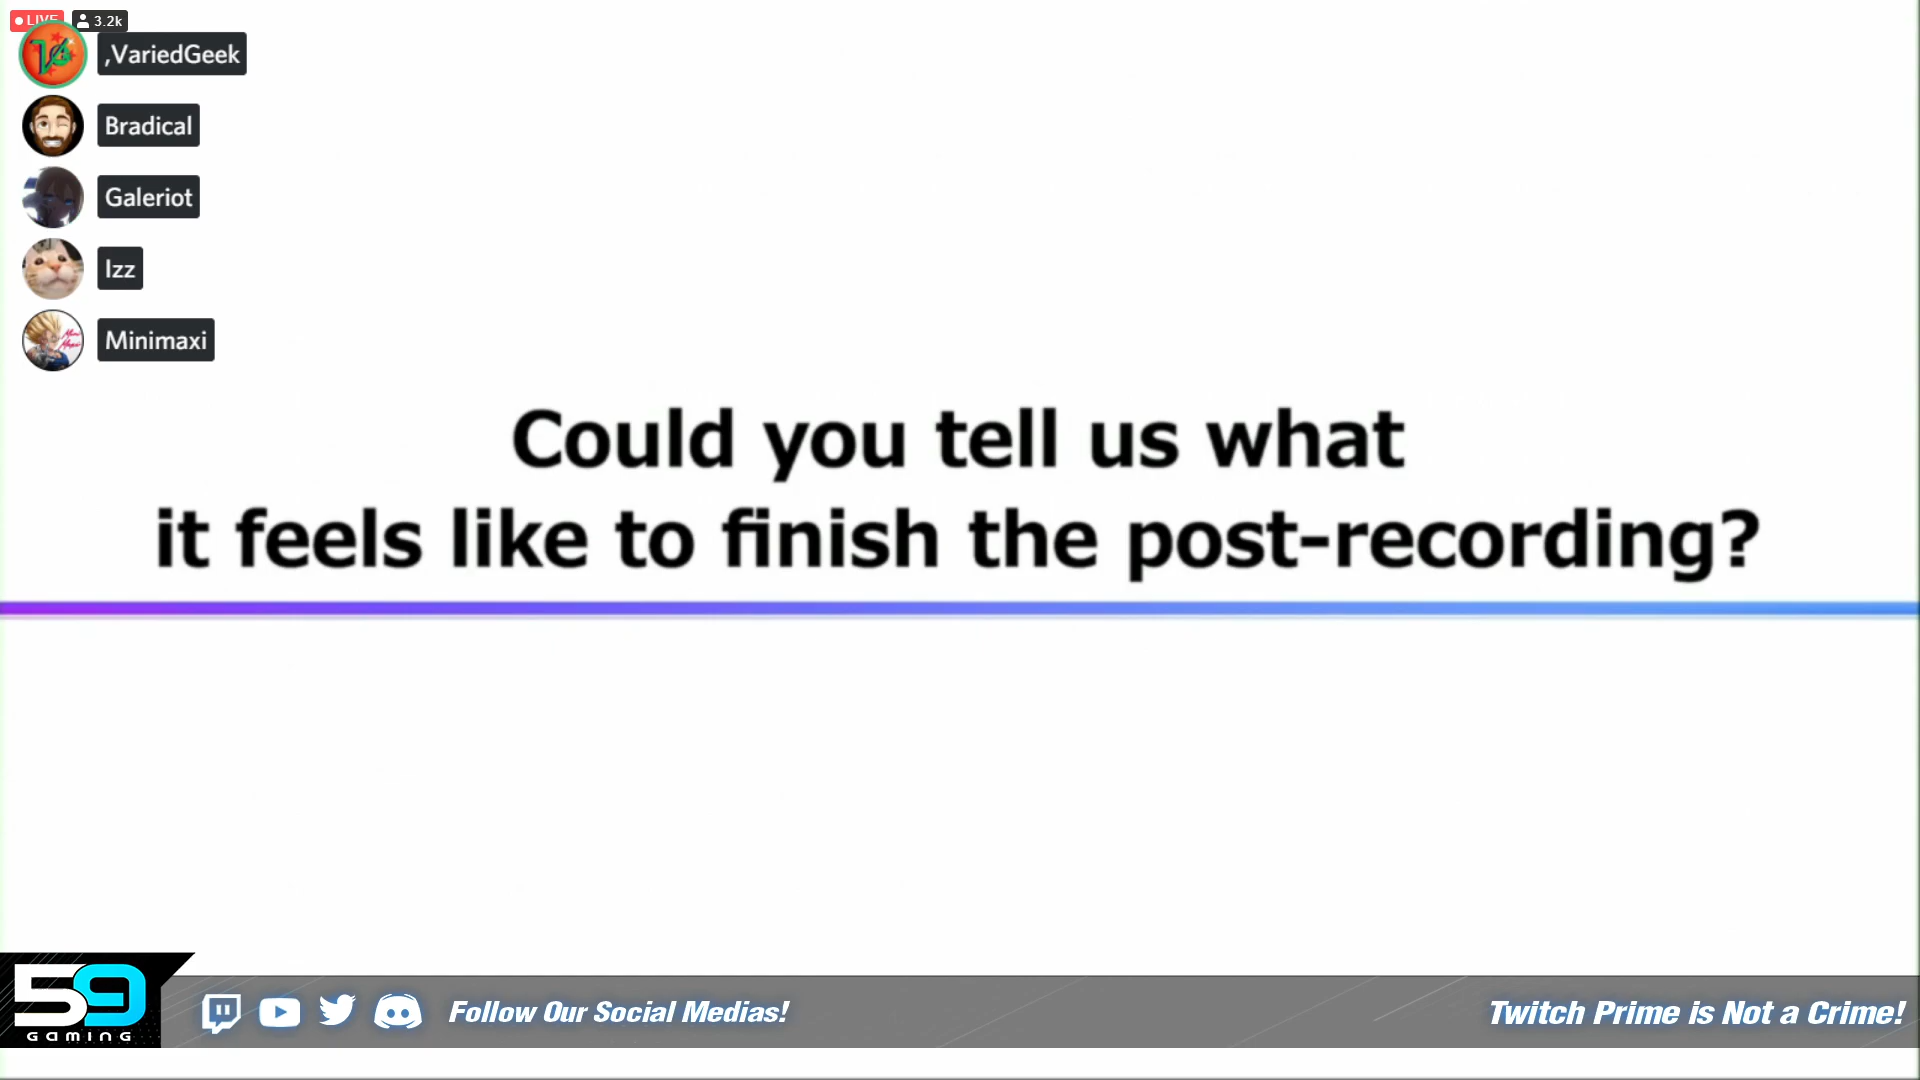 LIVE 3.2k
,VariedGeek
Bradical
Galeriot
Izz
Minimaxi
Could you tell us what
it feels like to finish the post-recording?
59
GAMING
Follow Our Social Medias!
Twitch Prime is Not a Crime!